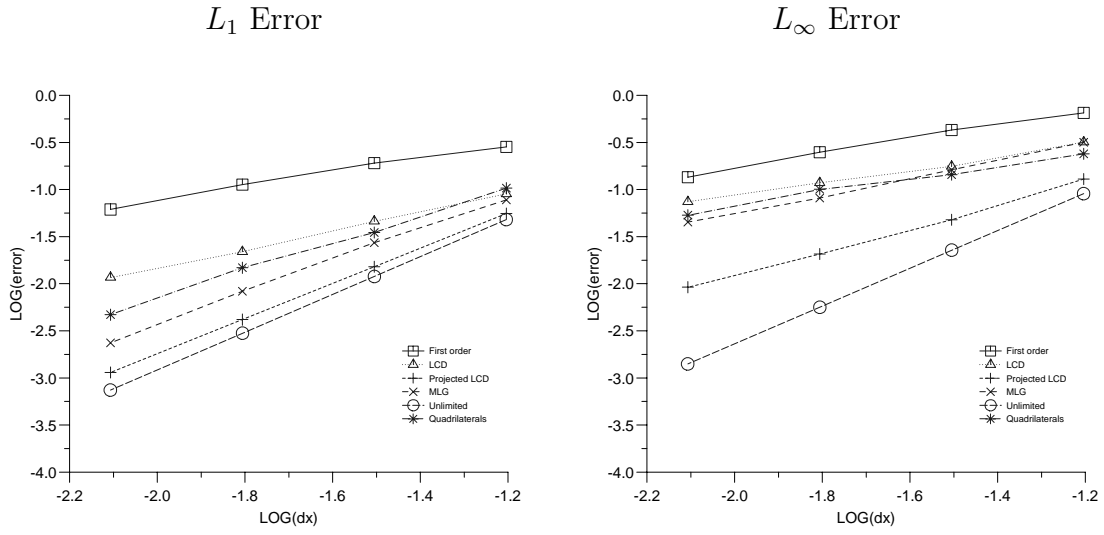 L₁ Error
0.0
-0.5
-1.0
-1.5
-2.0
-2.5
-3.0
-3.5
-4.0
LOG(error)
-2.2 -2.0 -1.8 -1.6 -1.4 -1.2
LOG(dx)
First order
LCD
Projected LCD
MLG
Unlimited
Quadrilaterals
L∞ Error
0.0
-0.5
-1.0
-1.5
-2.0
-2.5
-3.0
-3.5
-4.0
LOG(error)
-2.2 -2.0 -1.8 -1.6 -1.4 -1.2
LOG(dx)
First order
LCD
Projected LCD
MLG
Unlimited
Quadrilaterals